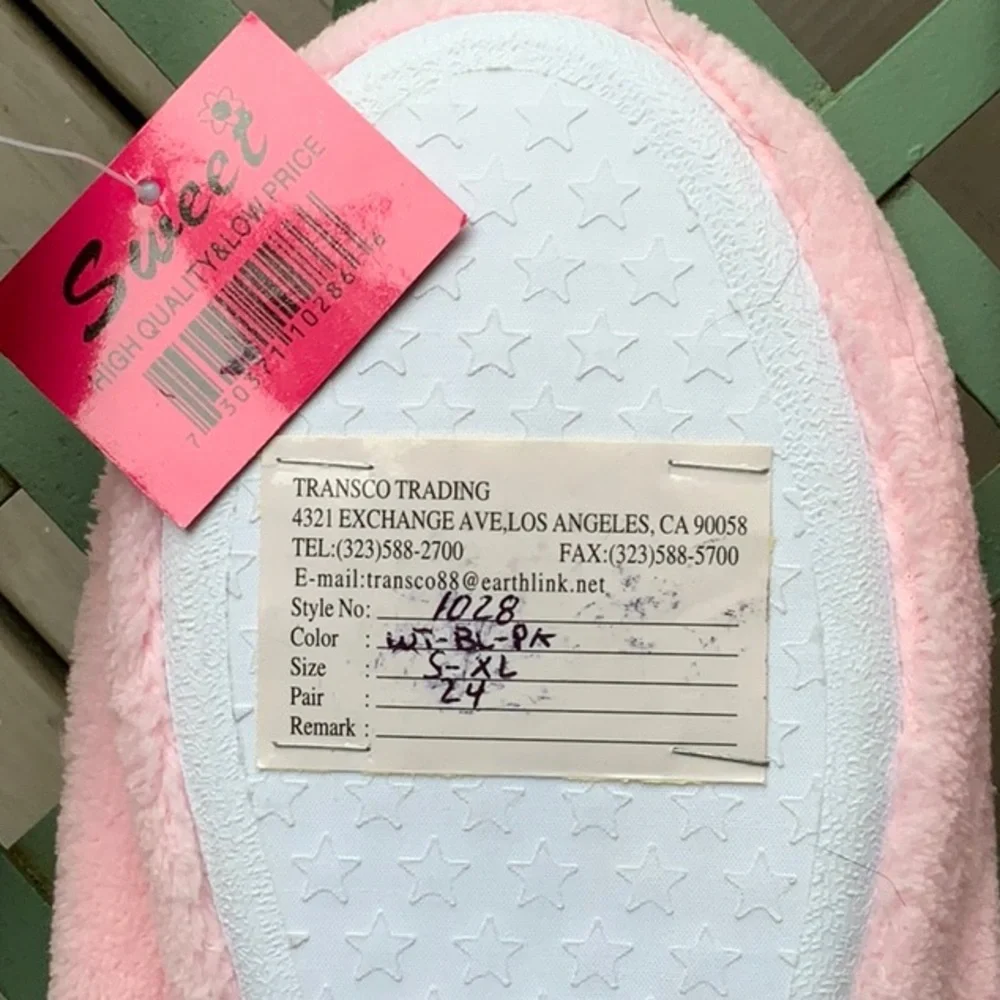 Sweet
HIGH QUALITY&LOW PRICE
TRANSCO TRADING
4321 EXCHANGE AVE,LOS ANGELES, CA 90058
TEL:(323)588-2700 FAX:(323)588-5700
E-mail:transco88@earthlink.net
Style No: 1028
Color : WT-BL-PK
Size : S-XL
Pair : 24
Remark :